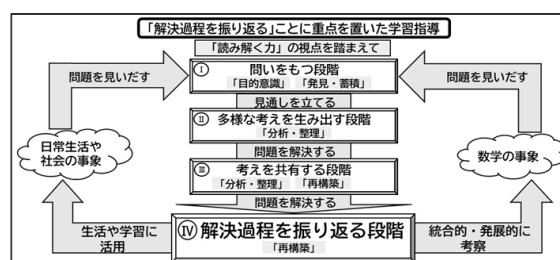 「解決過程を振り返る」ことに重点を置いた学習指導
「読み解く力」の視点を踏まえて
Ⅰ 問いをもつ段階
「目的意識」「発見・蓄積」
見通しを立てる
Ⅱ 多様な考えを生み出す段階
「分析・整理」
問題を解決する
Ⅲ 考えを共有する段階
「分析・整理」「再構築」
問題を解決する
Ⅳ 解決過程を振り返る段階
「再構築」
問題を見いだす
日常生活や
社会の事象
生活や学習に
活用
問題を見いだす
数学の事象
統合的・発展的に
考察